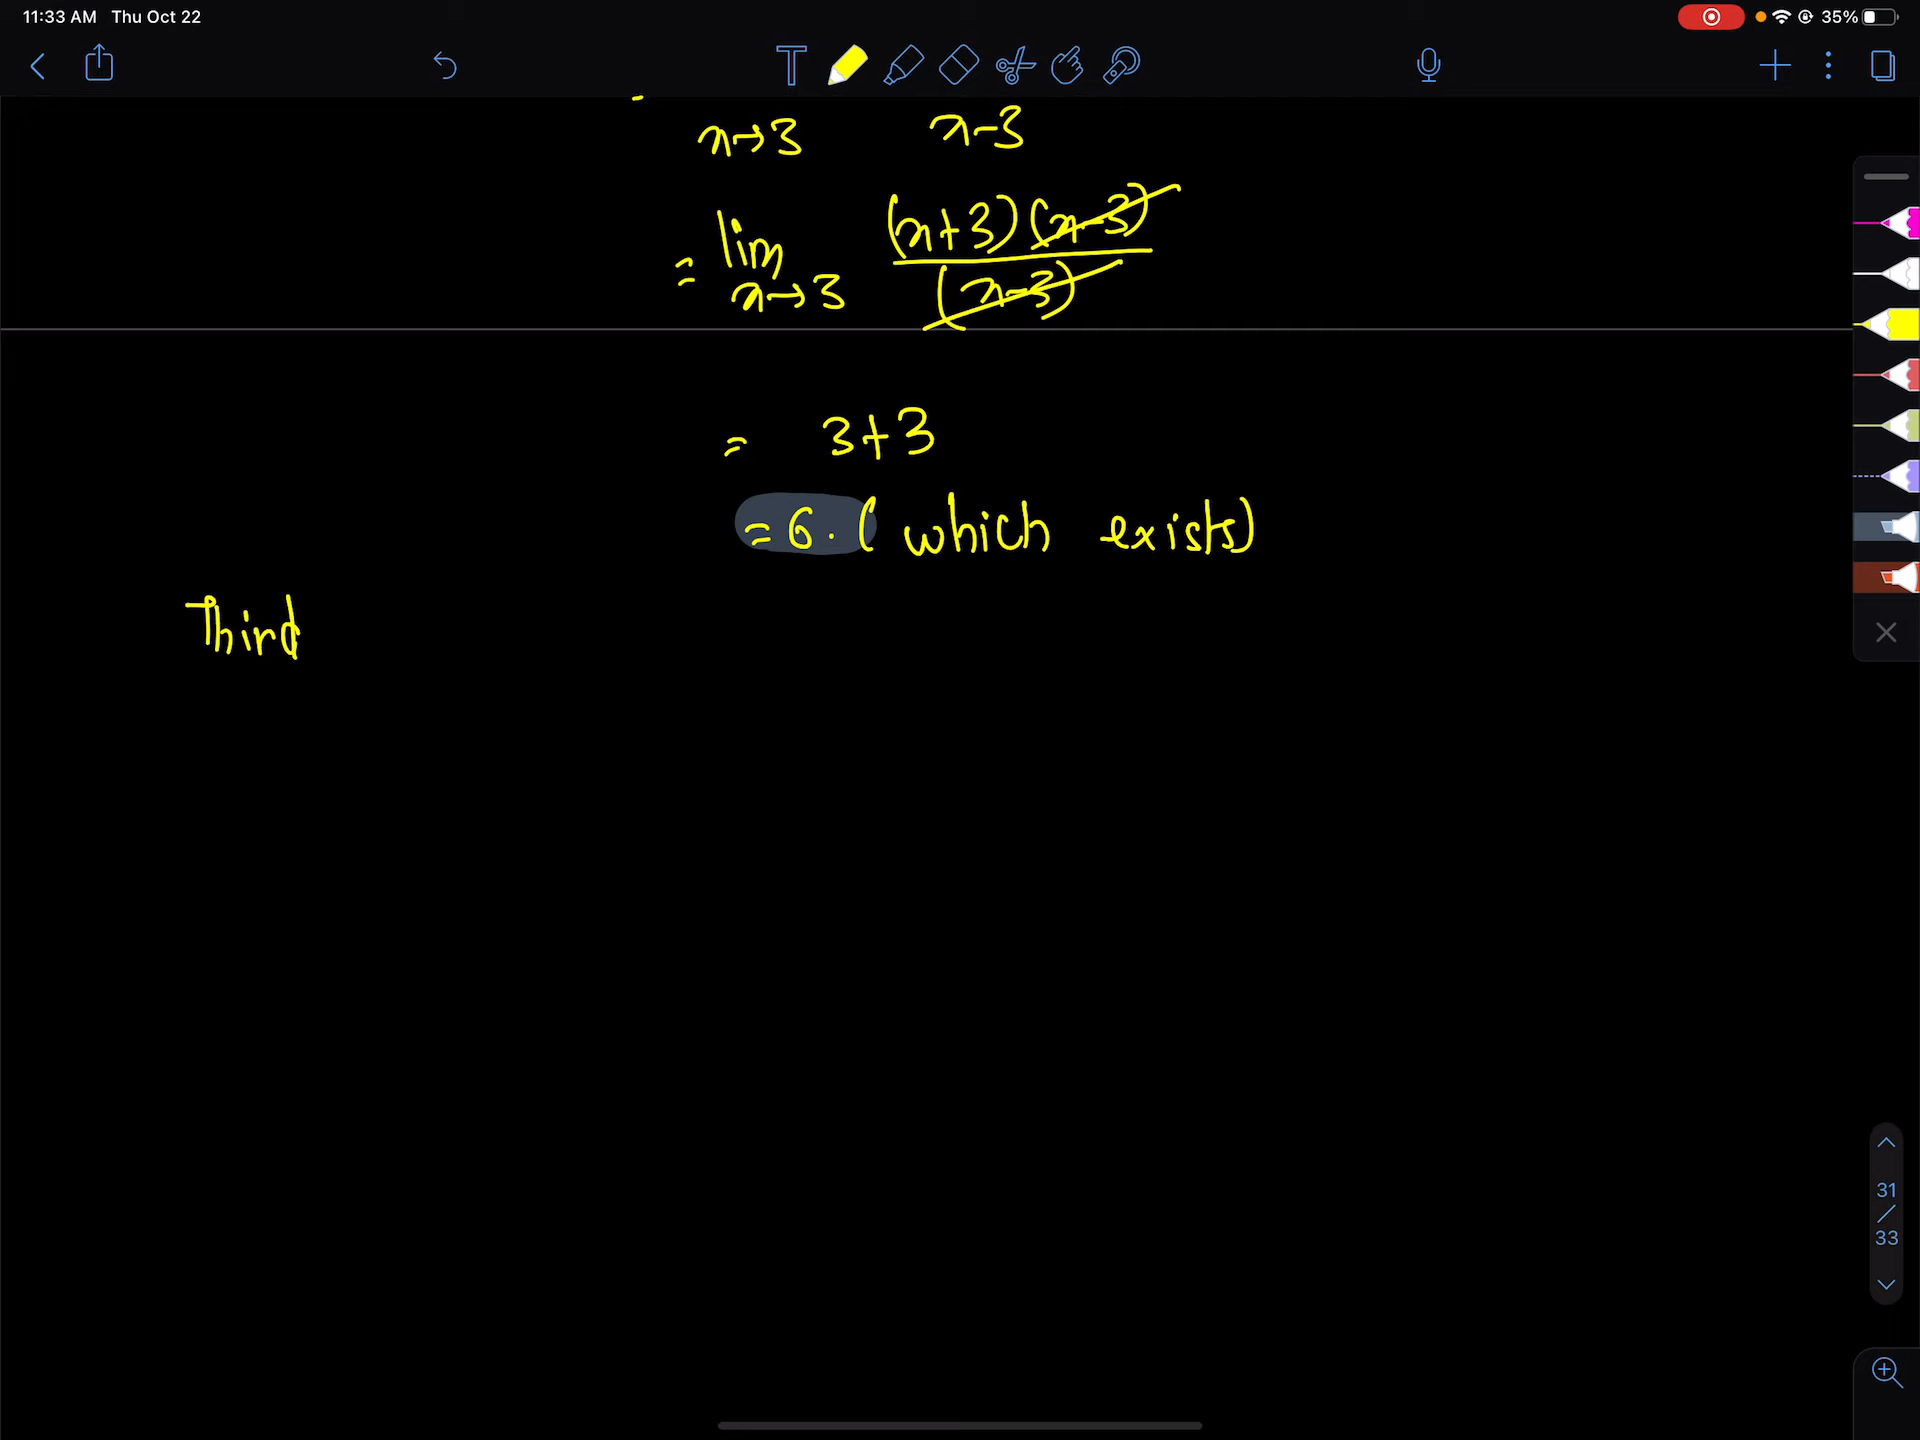 11:33 AM Thu Oct 22
35%
x→3 x-3
= lim (x+3)(x-3)
x→3 (x-3)
= 3+3
= 6. ( which exists)
Third
31
/
33